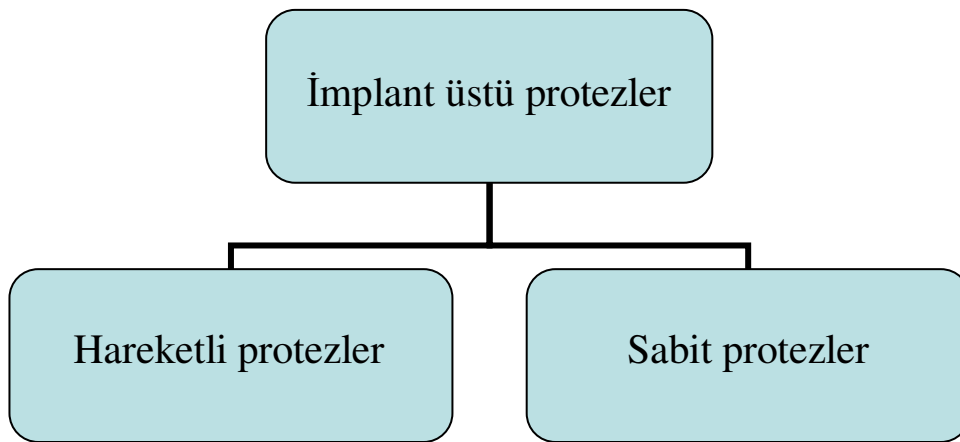 İmplant üstü protezler
Hareketli protezler
Sabit protezler